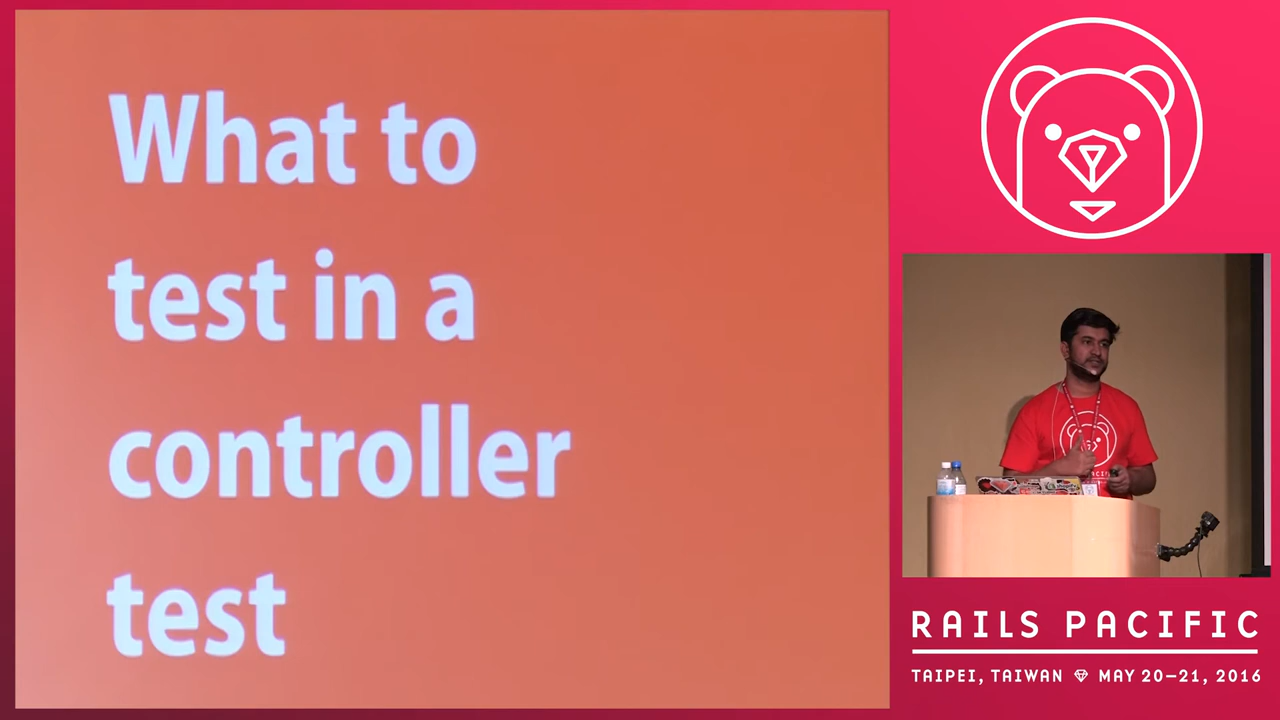 What to
test in a
controller
test
RAILS PACIFIC
TAIPEI, TAIWAN MAY 20–21, 2016